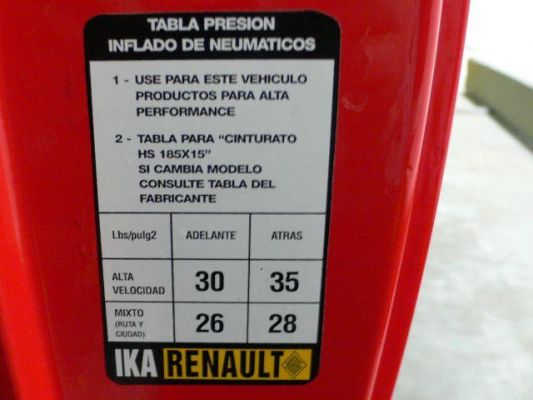 TABLA PRESION
INFLADO DE NEUMATICOS
1 - USE PARA ESTE VEHICULO
PRODUCTOS PARA ALTA
PERFORMANCE
2 - TABLA PARA "CINTURATO
HS 185X15"
SI CAMBIA MODELO
CONSULTE TABLA DEL
FABRICANTE
Lbs/pulg2 ADELANTE ATRAS
ALTA
VELOCIDAD 30 35
MIXTO
(RUTA Y
CIUDAD) 26 28
IKA RENAULT